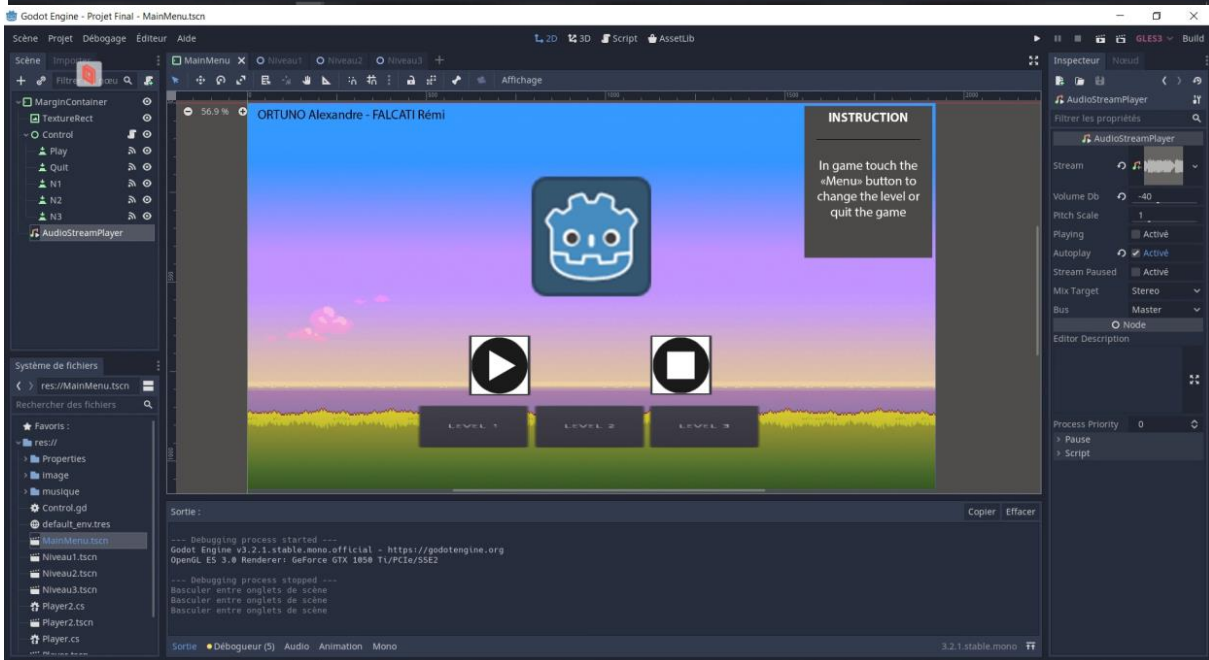 Godot Engine - Projet Final - MainMenu.tscn
Scène Projet Débogage Éditeur Aide
2D 3D Script AssetLib
GLES3 Build
Scène
MainMenu Niveau1 Niveau2 Niveau3
Inspecteur Nœud
Affichage
MarginContainer
TextureRect
Control
Play
Quit
N1
N2
N3
AudioStreamPlayer
56.9 %
500 1000 1500 2000
500
1000
ORTUNO Alexandre - FALCATI Rémi
INSTRUCTION
In game touch the
«Menu» button to
change the level or
quit the game
LEVEL 1 LEVEL 2 LEVEL 3
AudioStreamPlayer
Filtrer les propriétés
AudioStreamPlayer
Stream
Volume Db -40
Pitch Scale 1
Playing Activé
Autoplay Activé
Stream Paused Activé
Mix Target Stereo
Bus Master
Node
Editor Description
Process Priority 0
Pause
Script
Système de fichiers
res://MainMenu.tscn
Rechercher des fichiers
Favoris :
res://
Properties
image
musique
Control.gd
default_env.tres
MainMenu.tscn
Niveau1.tscn
Niveau2.tscn
Niveau3.tscn
Player2.cs
Player2.tscn
Player.cs
Sortie :
Copier Effacer
--- Debugging process started ---
Godot Engine v3.2.1.stable.mono.official - https://godotengine.org
OpenGL ES 3.0 Renderer: GeForce GTX 1050 Ti/PCIe/SSE2
--- Debugging process stopped ---
Basculer entre onglets de scène
Basculer entre onglets de scène
Basculer entre onglets de scène
Sortie Débogueur (5) Audio Animation Mono
3.2.1.stable.mono